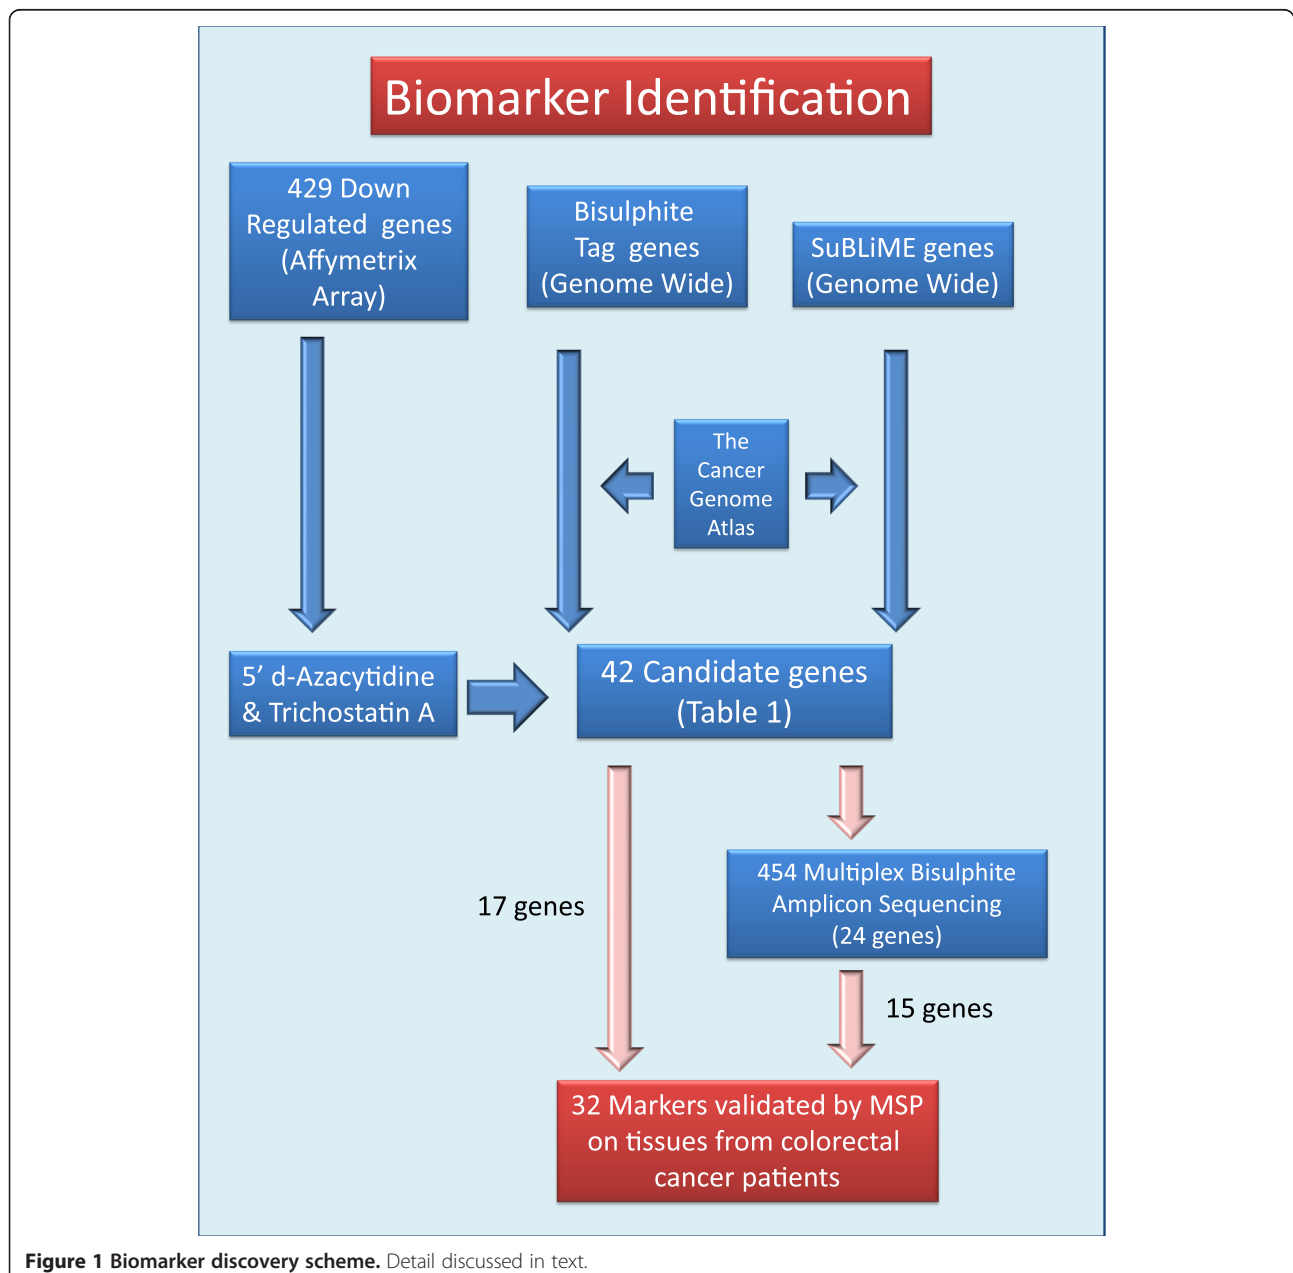 Biomarker Identification
429 Down
Regulated genes
(Affymetrix
Array)
Bisulphite
Tag genes
(Genome Wide)
SuBLiME genes
(Genome Wide)
The
Cancer
Genome
Atlas
5’ d-Azacytidine
& Trichostatin A
42 Candidate genes
(Table 1)
17 genes
454 Multiplex Bisulphite
Amplicon Sequencing
(24 genes)
15 genes
32 Markers validated by MSP
on tissues from colorectal
cancer patients
Figure 1 Biomarker discovery scheme. Detail discussed in text.